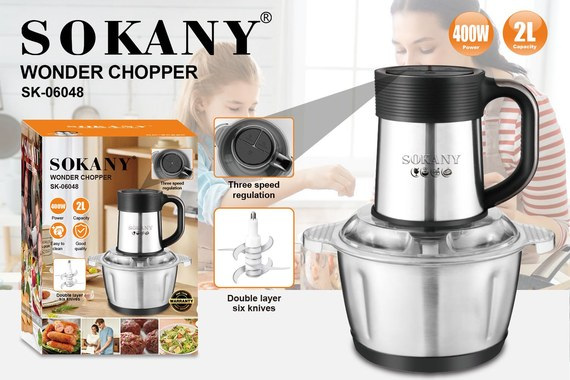 SOKANY®
WONDER CHOPPER
SK-06048
400W
Power
2L
Capacity
SOKANY
WONDER CHOPPER
SK-06048
Three speed
regulation
400W
Power
2L
Capacity
Easy to
clean
Good
quality
Double layer
six knives
WARRANTY
Three speed
regulation
Double layer
six knives
SOKANY